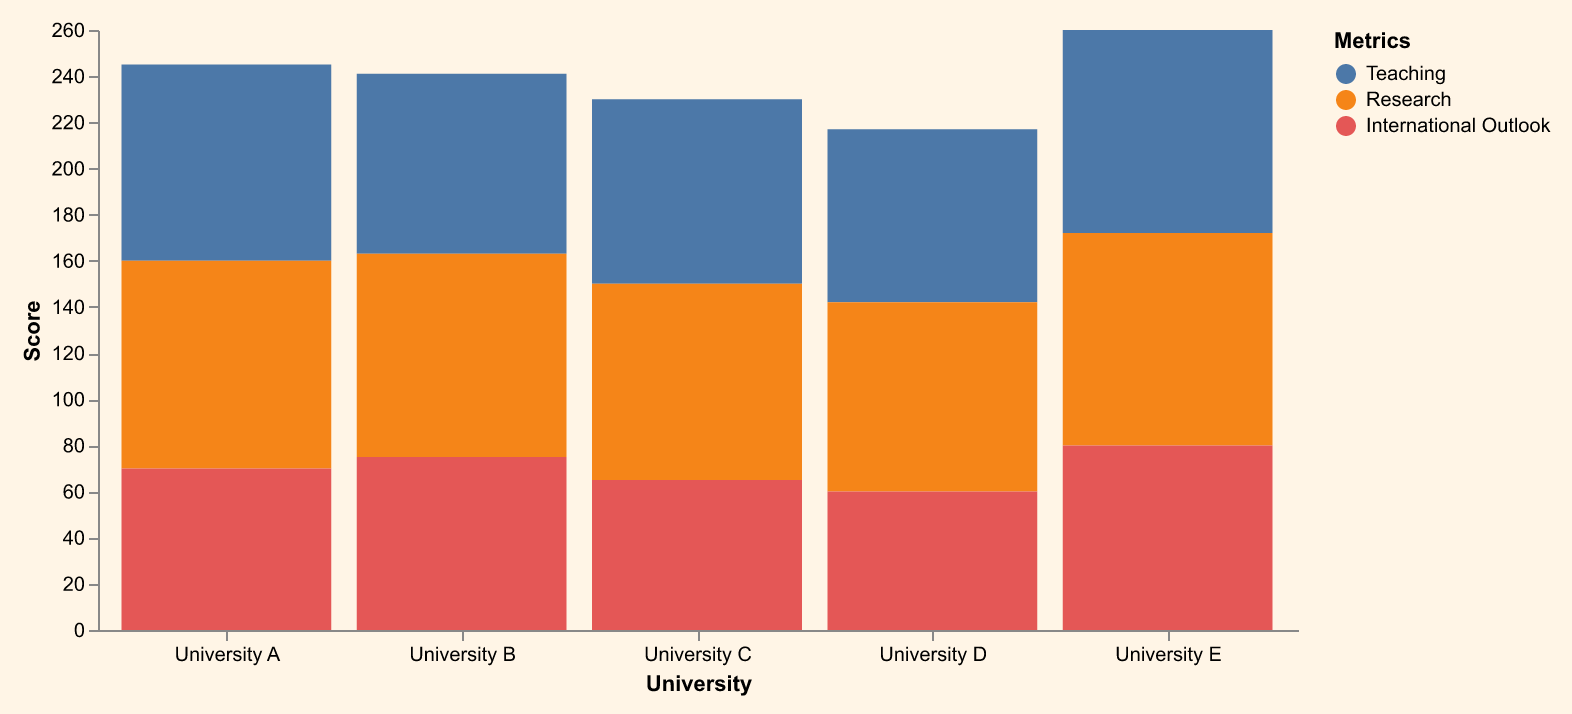 260
240
220
200
180
160
140
120
100
80
60
40
20
0
Score
University A
University B
University C
University D
University E
University
Metrics
Teaching
Research
International Outlook